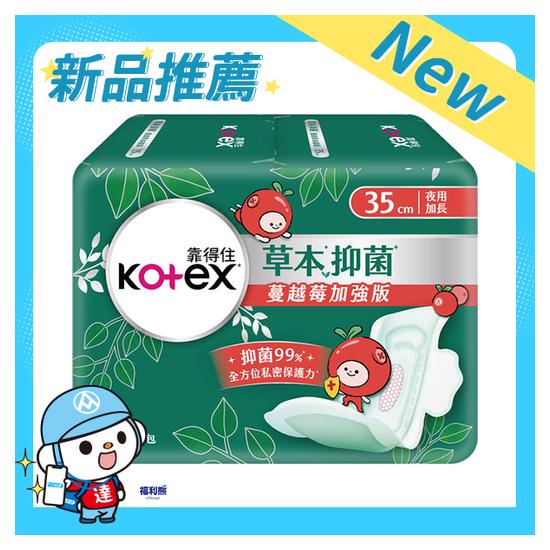 新品推薦
New
35cm
夜用
加長
靠得住
Kotex
草本抑菌
蔓越莓加強版
抑菌99%*
全方位私密保護力*
包
達
福利熊